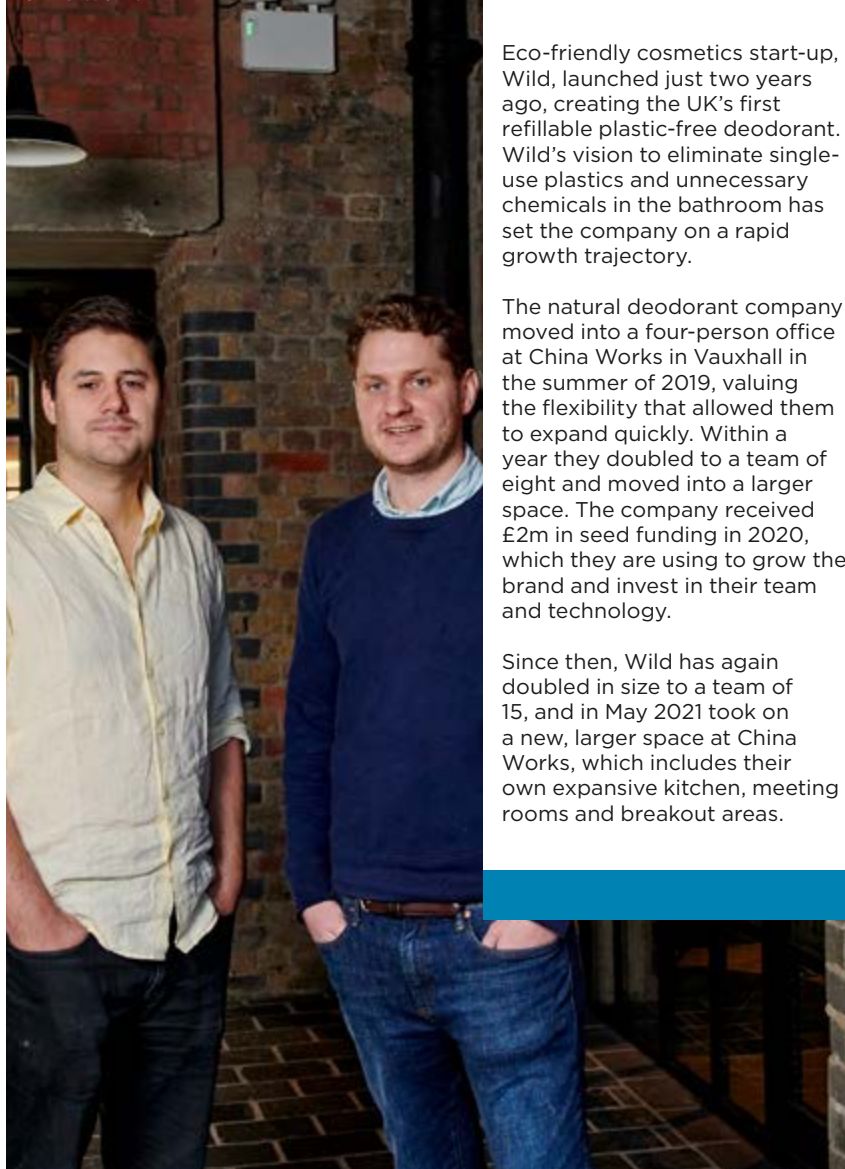 Eco-friendly cosmetics start-up,
Wild, launched just two years
ago, creating the UK’s first
refillable plastic-free deodorant.
Wild’s vision to eliminate single-
use plastics and unnecessary
chemicals in the bathroom has
set the company on a rapid
growth trajectory.
The natural deodorant company
moved into a four-person office
at China Works in Vauxhall in
the summer of 2019, valuing
the flexibility that allowed them
to expand quickly. Within a
year they doubled to a team of
eight and moved into a larger
space. The company received
£2m in seed funding in 2020,
which they are using to grow the
brand and invest in their team
and technology.
Since then, Wild has again
doubled in size to a team of
15, and in May 2021 took on
a new, larger space at China
Works, which includes their
own expansive kitchen, meeting
rooms and breakout areas.